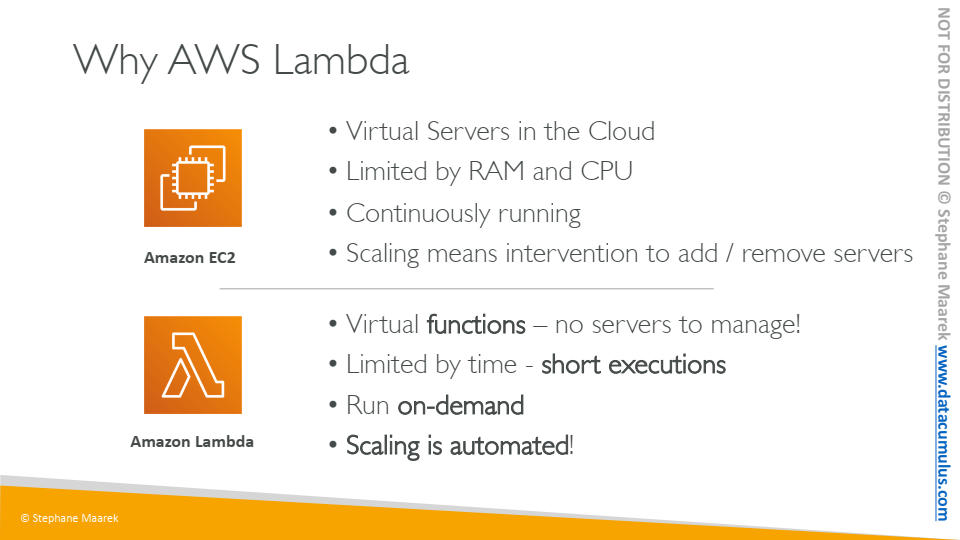 Why AWS Lambda
Amazon EC2
• Virtual Servers in the Cloud
• Limited by RAM and CPU
• Continuously running
• Scaling means intervention to add / remove servers
Amazon Lambda
• Virtual functions – no servers to manage!
• Limited by time - short executions
• Run on-demand
• Scaling is automated!
© Stephane Maarek
NOT FOR DISTRIBUTION © Stephane Maarek www.datacumulus.com